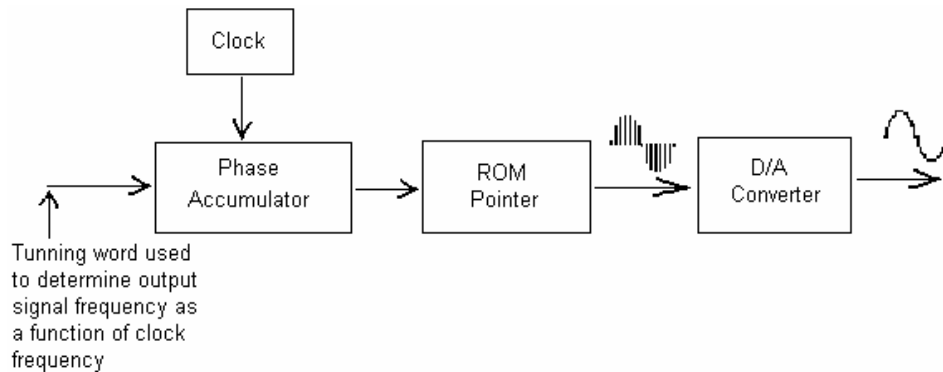 Clock
Phase
Accumulator
ROM
Pointer
D/A
Converter
Tunning word used
to determine output
signal frequency as
a function of clock
frequency